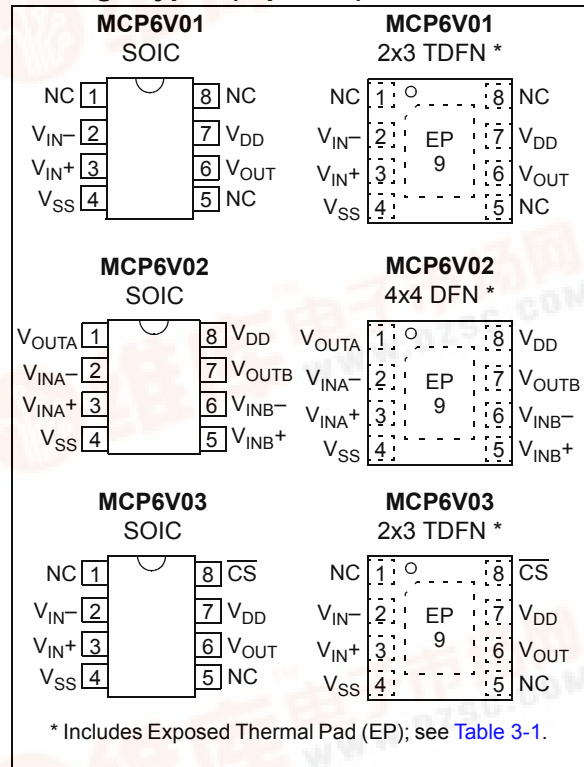 MCP6V01 MCP6V01
SOIC 2x3 TDFN *
NC 1 8 NC NC 1 8 NC
VIN– 2 7 VDD VIN– 2 EP 7 VDD
VIN+ 3 6 VOUT VIN+ 3 9 6 VOUT
VSS 4 5 NC VSS 4 5 NC
MCP6V02 MCP6V02
SOIC 4x4 DFN *
VOUTA 1 8 VDD VOUTA 1 8 VDD
VINA– 2 7 VOUTB VINA– 2 EP 7 VOUTB
VINA+ 3 6 VINB– VINA+ 3 9 6 VINB–
VSS 4 5 VINB+ VSS 4 5 VINB+
MCP6V03 MCP6V03
SOIC 2x3 TDFN *
NC 1 8 C̅S̅ NC 1 8 C̅S̅
VIN– 2 7 VDD VIN– 2 EP 7 VDD
VIN+ 3 6 VOUT VIN+ 3 9 6 VOUT
VSS 4 5 NC VSS 4 5 NC
* Includes Exposed Thermal Pad (EP); see Table 3-1.